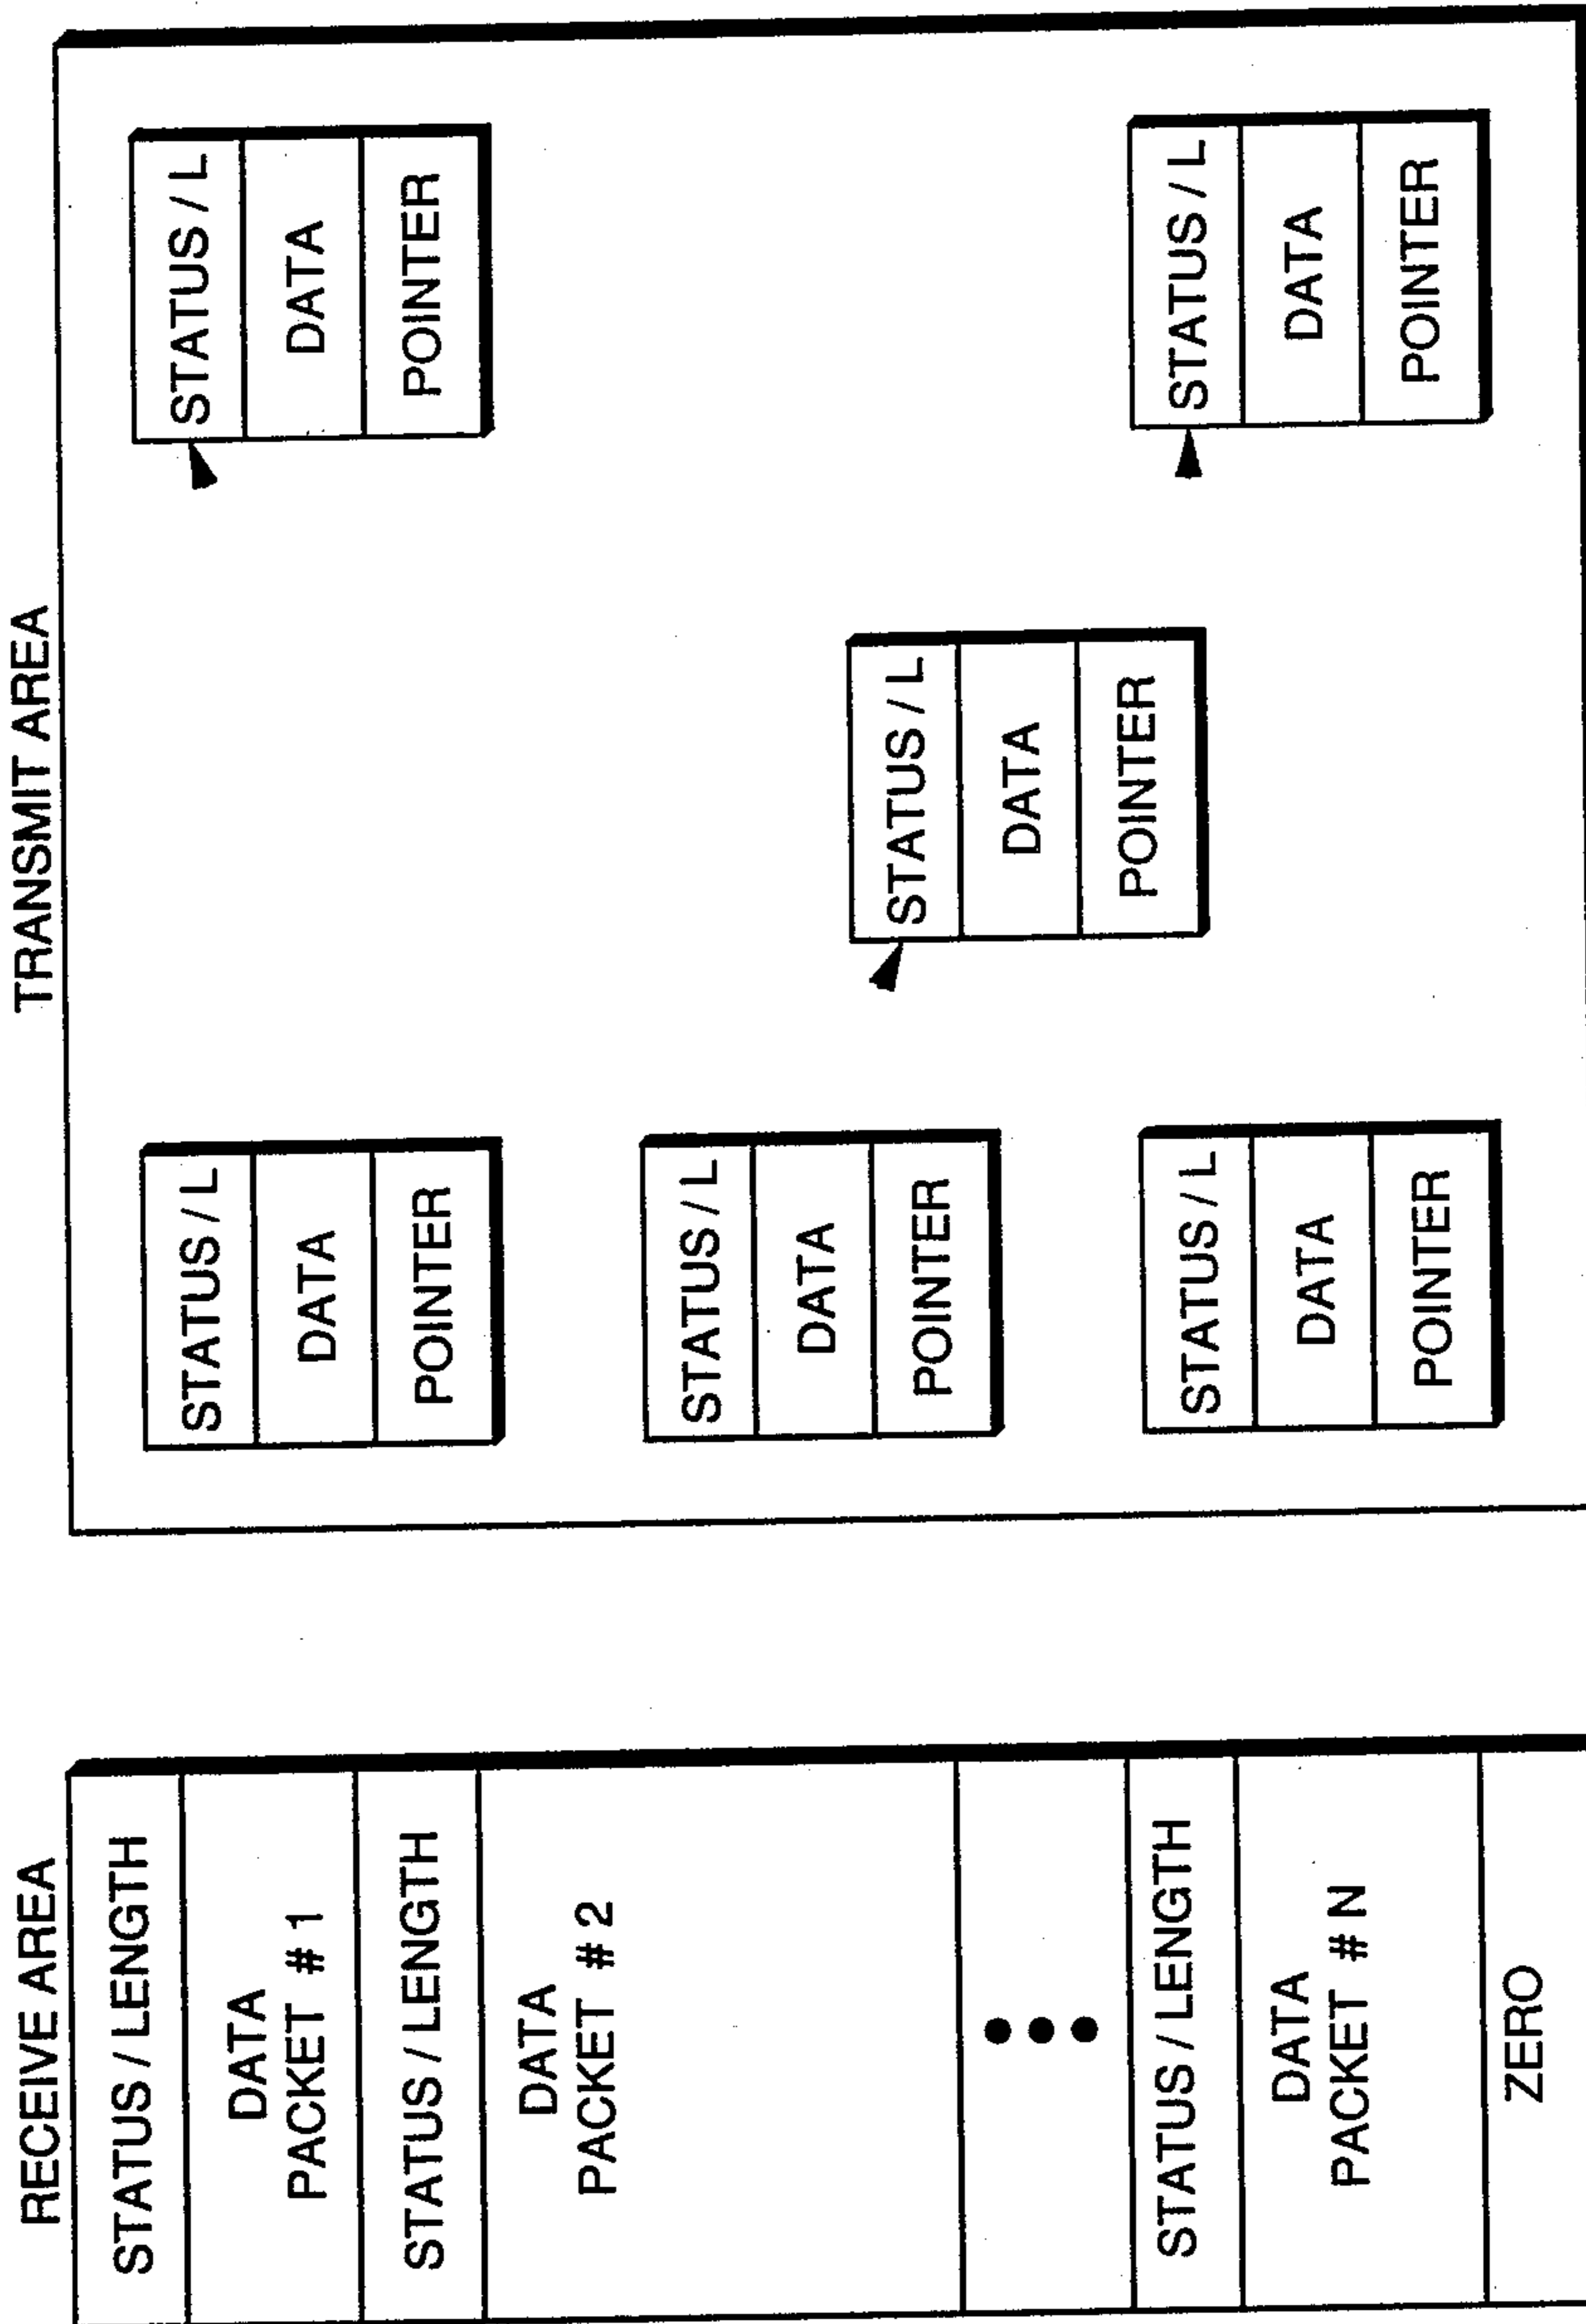 RECEIVE AREA
STATUS / LENGTH
DATA
PACKET # 1
STATUS / LENGTH
DATA
PACKET # 2
STATUS / LENGTH
DATA
PACKET # N
ZERO
TRANSMIT AREA
STATUS / L
DATA
POINTER
STATUS / L
DATA
POINTER
STATUS / L
DATA
POINTER
STATUS / L
DATA
POINTER
STATUS / L
DATA
POINTER
STATUS / L
DATA
POINTER